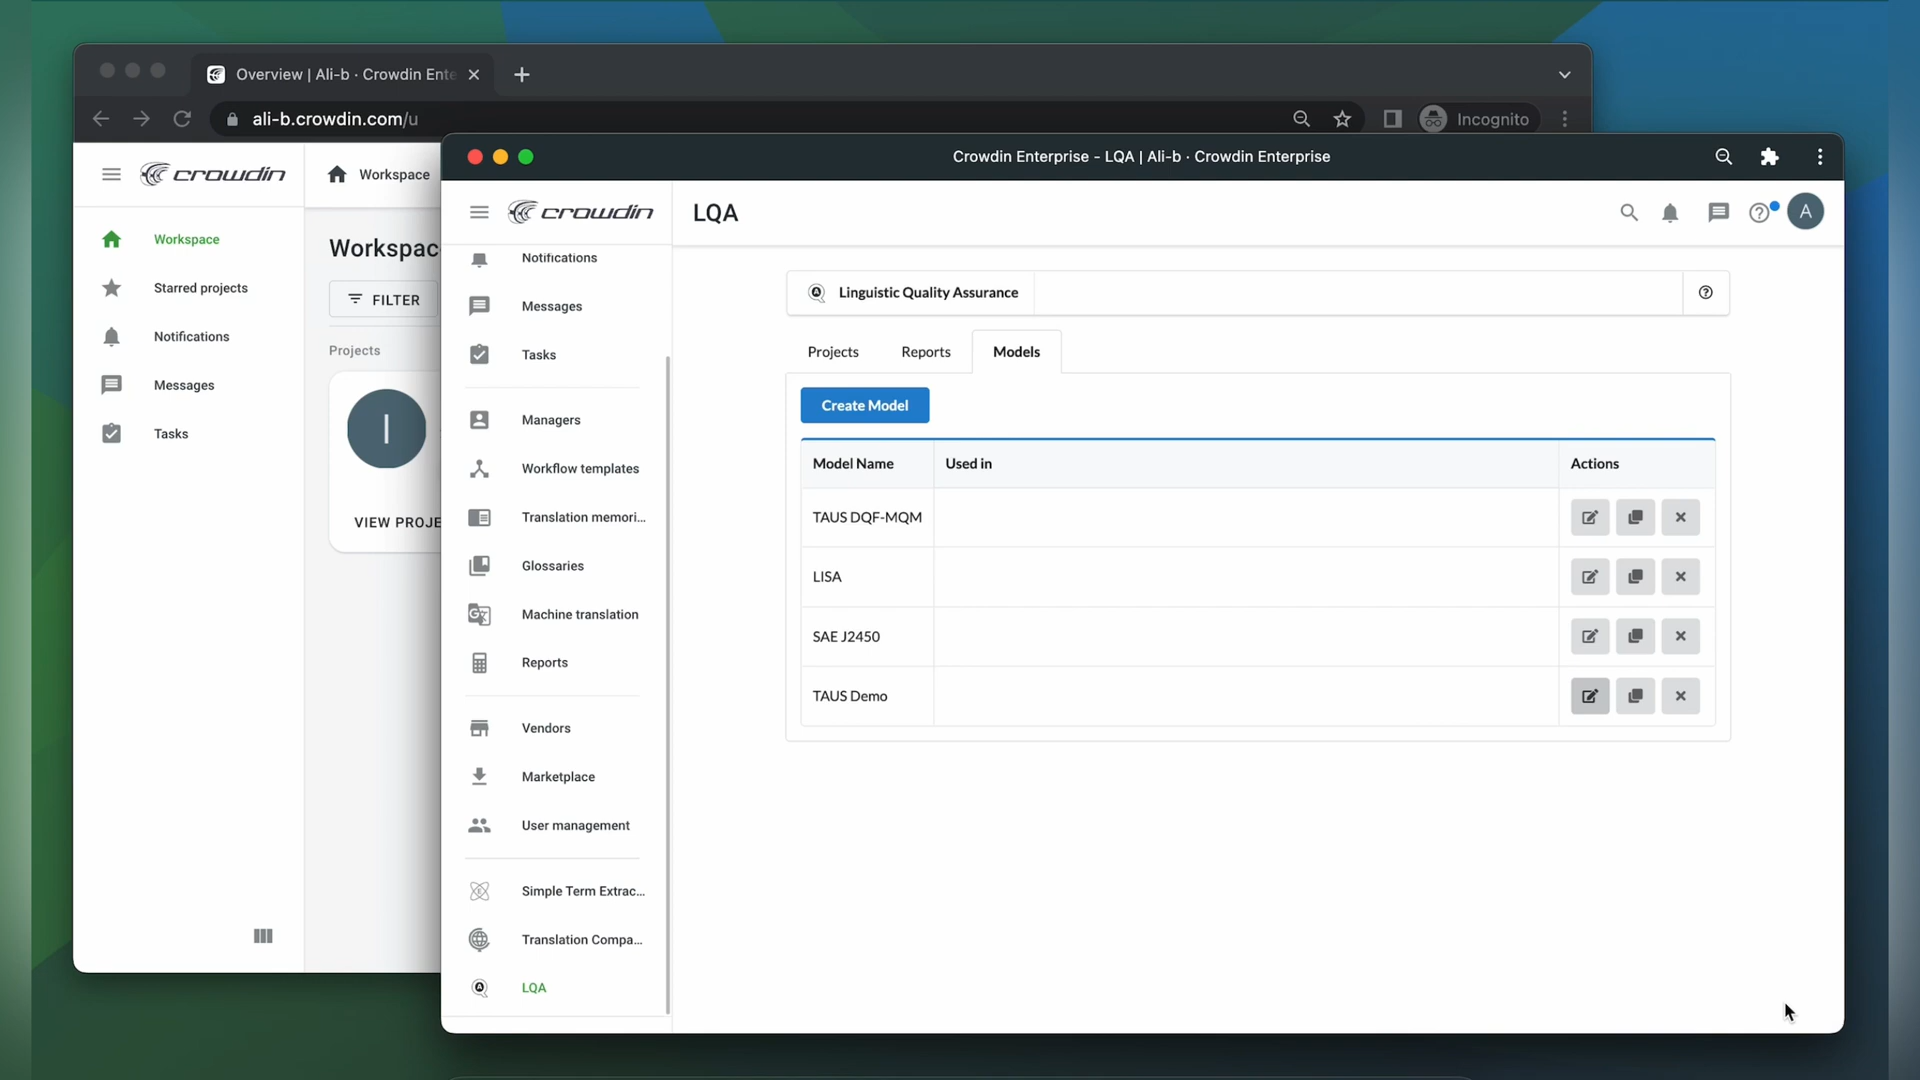 Overview | Ali-b · Crowdin Ente
ali-b.crowdin.com/u
Incognito
crowdin
Workspace
Workspace
Starred projects
Notifications
Messages
Tasks
Workspac
FILTER
Projects
I
VIEW PROJE
Crowdin Enterprise - LQA | Ali-b · Crowdin Enterprise
crowdin
LQA
A
Notifications
Messages
Tasks
Managers
Workflow templates
Translation memori...
Glossaries
Machine translation
Reports
Vendors
Marketplace
User management
Simple Term Extrac...
Translation Compa...
LQA
Linguistic Quality Assurance
Projects
Reports
Models
Create Model
Model Name
Used in
Actions
TAUS DQF-MQM
LISA
SAE J2450
TAUS Demo